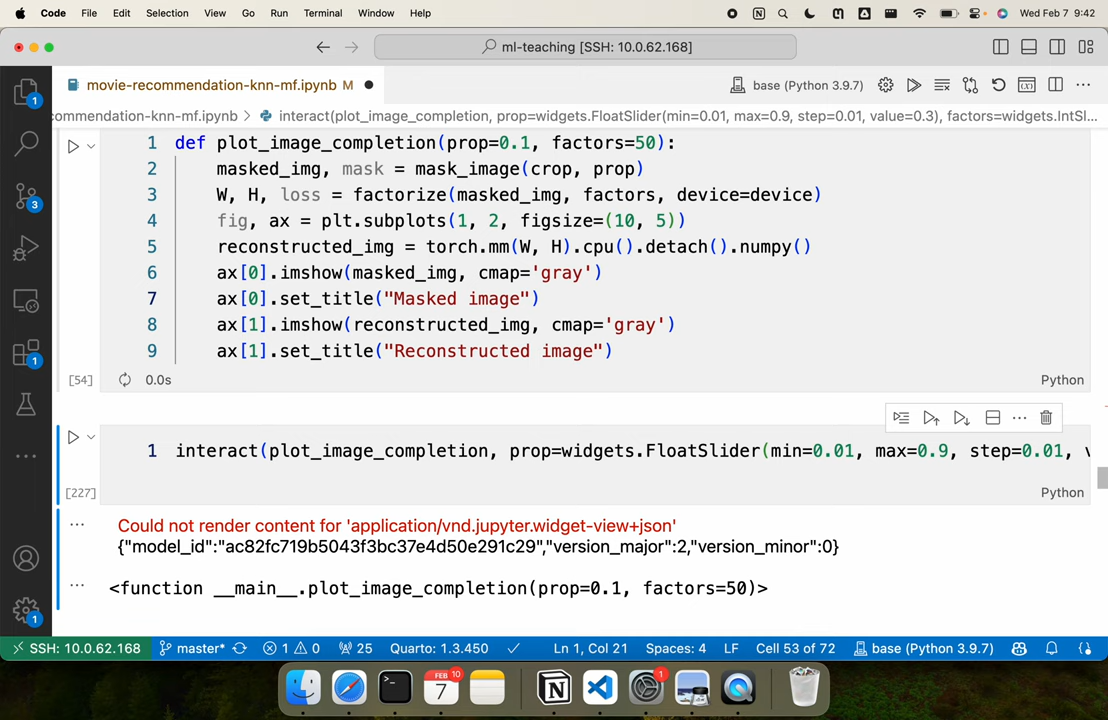 Code File Edit Selection View Go Run Terminal Window Help Wed Feb 7 9:42
ml-teaching [SSH: 10.0.62.168]
movie-recommendation-knn-mf.ipynb M
base (Python 3.9.7)
commendation-knn-mf.ipynb > interact(plot_image_completion, prop=widgets.FloatSlider(min=0.01, max=0.9, step=0.01, value=0.3), factors=widgets.IntSl...
1 def plot_image_completion(prop=0.1, factors=50):
2 masked_img, mask = mask_image(crop, prop)
3 W, H, loss = factorize(masked_img, factors, device=device)
4 fig, ax = plt.subplots(1, 2, figsize=(10, 5))
5 reconstructed_img = torch.mm(W, H).cpu().detach().numpy()
6 ax[0].imshow(masked_img, cmap='gray')
7 ax[0].set_title("Masked image")
8 ax[1].imshow(reconstructed_img, cmap='gray')
9 ax[1].set_title("Reconstructed image")
[54] 0.0s Python
1 interact(plot_image_completion, prop=widgets.FloatSlider(min=0.01, max=0.9, step=0.01, v
[227] Python
Could not render content for 'application/vnd.jupyter.widget-view+json'
{"model_id":"ac82fc719b5043f3bc37e4d50e291c29","version_major":2,"version_minor":0}
<function __main__.plot_image_completion(prop=0.1, factors=50)>
1
3
1
1
SSH: 10.0.62.168 master* 1 0 25 Quarto: 1.3.450 Ln 1, Col 21 Spaces: 4 LF Cell 53 of 72 base (Python 3.9.7)
FEB 7 10 1